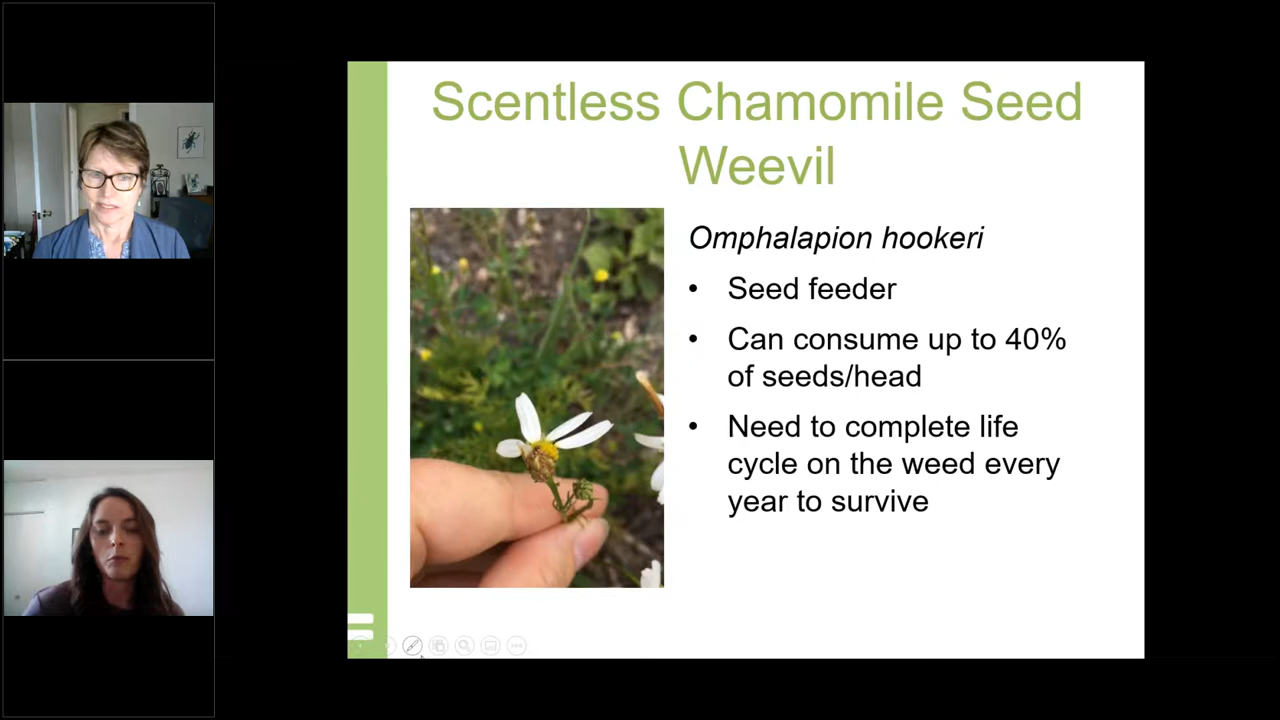 Scentless Chamomile Seed
Weevil
Omphalapion hookeri
• Seed feeder
• Can consume up to 40%
of seeds/head
• Need to complete life
cycle on the weed every
year to survive